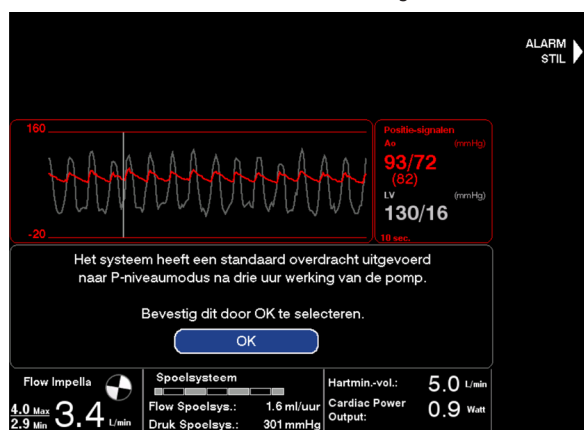 ALARM
STIL
160
Positie-signalen
Ao (mmHg)
93/72
(82)
LV (mmHg)
130/16
-20
10 sec.
Het systeem heeft een standaard overdracht uitgevoerd
naar P-niveaumodus na drie uur werking van de pomp.
Bevestig dit door OK te selecteren.
OK
Flow Impella
4.0 Max
2.9 Min
3.4 L/min
Spoelsysteem
Flow Spoelsys.: 1.6 ml/uur
Druk Spoelsys.: 301 mmHg
Hartmin.-vol.: 5.0 L/min
Cardiac Power
Output: 0.9 Watt